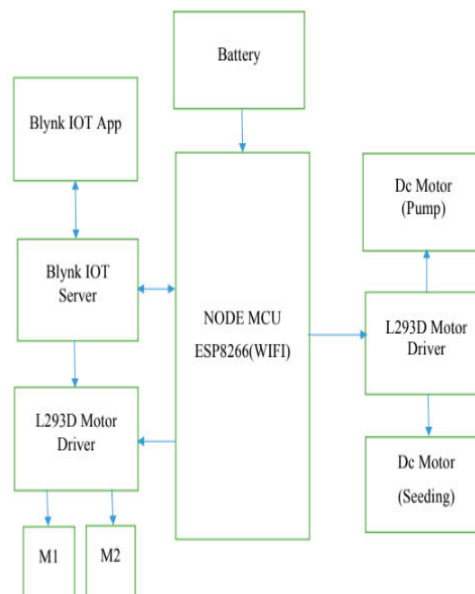 Battery
Blynk IOT App
Dc Motor
(Pump)
Blynk IOT
Server
NODE MCU
ESP8266(WIFI)
L293D Motor
Driver
L293D Motor
Driver
Dc Motor
(Seeding)
M1
M2